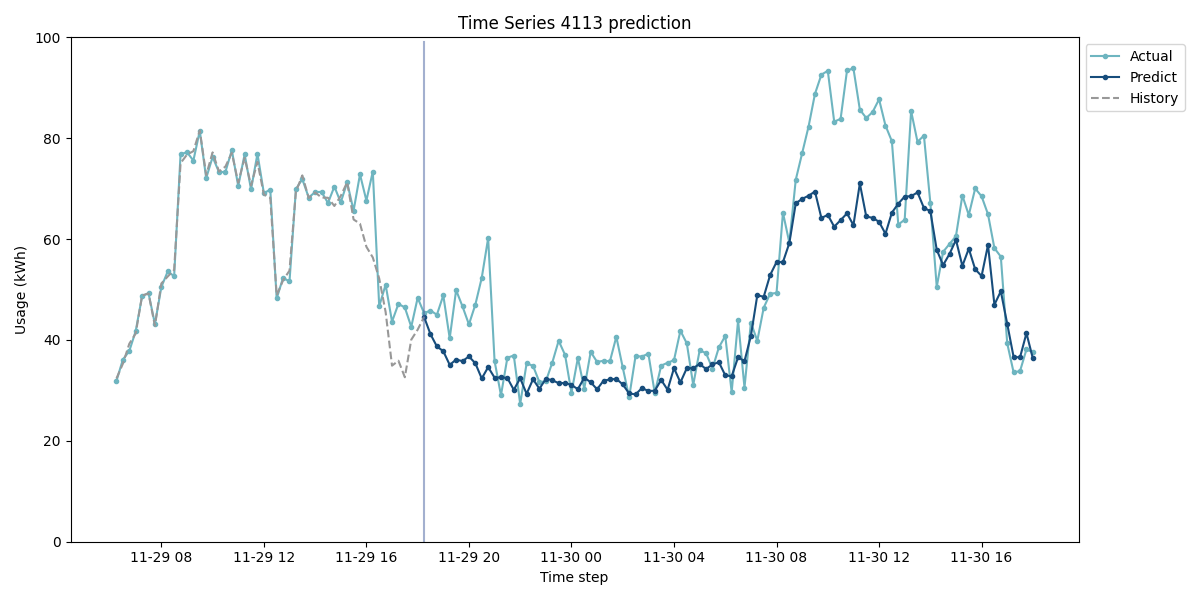 Time Series 4113 prediction
100
80
60
40
20
0
Usage (kWh)
11-29 08
11-29 12
11-29 16
11-29 20
11-30 00
11-30 04
11-30 08
11-30 12
11-30 16
Time step
Actual
Predict
History